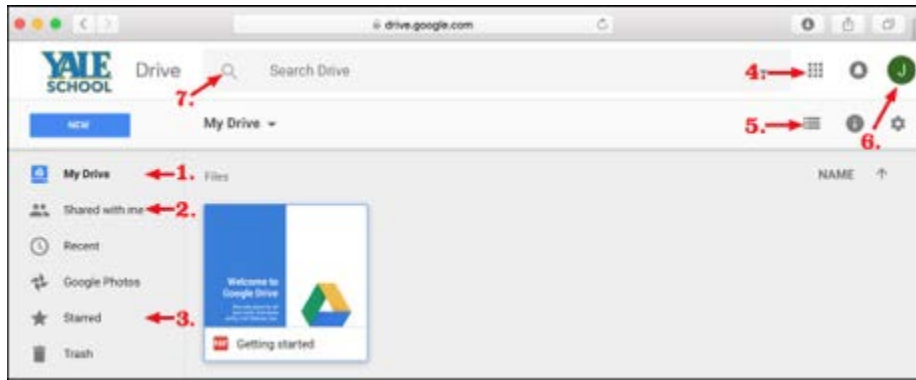 drive.google.com
YALE
SCHOOL
Drive
Search Drive
7.
4.
J
NEW
My Drive
5.
6.
My Drive
1.
Files
NAME
Shared with me
2.
Recent
Google Photos
Starred
3.
Trash
Welcome to
Google Drive
Getting started